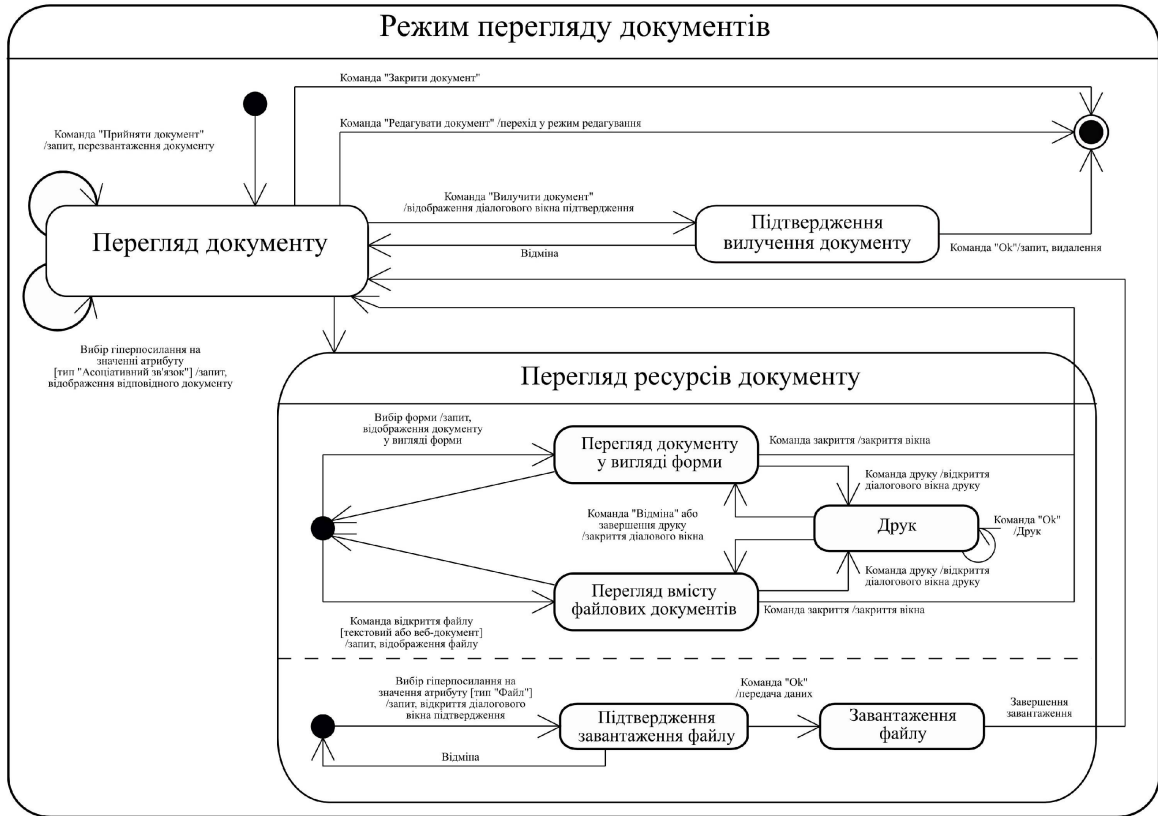 Режим перегляду документів
Команда "Закрити документ"
Команда "Прийняти документ"
/запит, перезвантаження документу
Команда "Редагувати документ" /перехід у режим редагування
Команда "Вилучити документ"
/відображення діалогового вікна підтвердження
Перегляд документу
Підтвердження
вилучення документу
Відміна
Команда "Ok"/запит, видалення
Вибір гіперпосилання на
значенні атрибуту
[тип "Асоціативний зв'язок"] /запит,
відображення відповідного документу
Перегляд ресурсів документу
Вибір форми /запит,
відображення документу
у вигляді форми
Перегляд документу
у вигляді форми
Команда закриття /закриття вікна
Команда друку /відкриття
діалогового вікна друку
Команда "Відміна" або
завершення друку
/закриття діалового вікна
Друк
Команда "Ok"
/Друк
Команда друку /відкриття
діалогового вікна друку
Перегляд вмісту
файлових документів
Команда закриття /закриття вікна
Команда відкриття файлу
[текстовий або веб-документ]
/запит, відображення файлу
Вибір гіперпосилання на
значення атрибуту [тип "Файл"]
/запит, відкриття діалогового
вікна підтвердження
Команда "Ok"
/передача даних
Підтвердження
завантаження файлу
Завантаження
файлу
Завершення
завантаження
Відміна